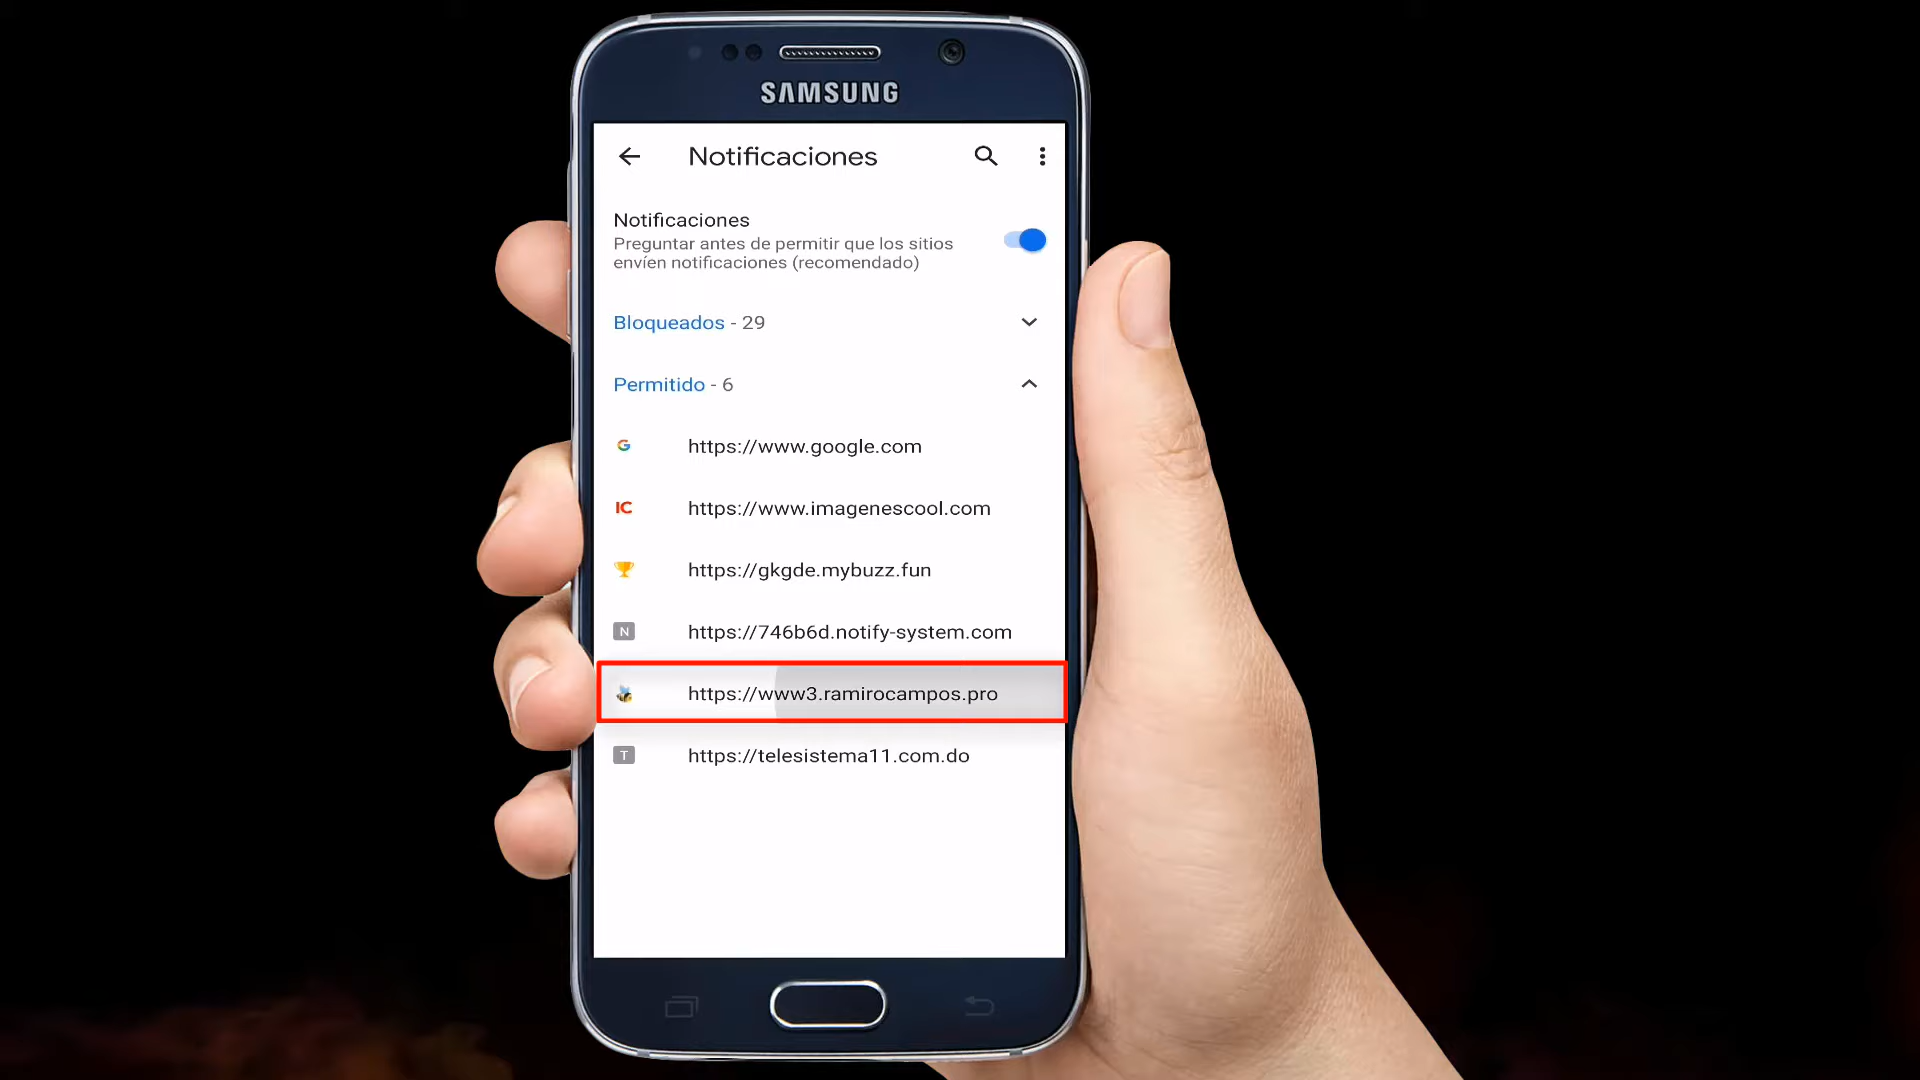 SAMSUNG
Notificaciones
Notificaciones
Preguntar antes de permitir que los sitios
envíen notificaciones (recomendado)
Bloqueados - 29
Permitido - 6
G https://www.google.com
IC https://www.imagenescool.com
https://gkgde.mybuzz.fun
N https://746b6d.notify-system.com
https://www3.ramirocampos.pro
T https://telesistema11.com.do